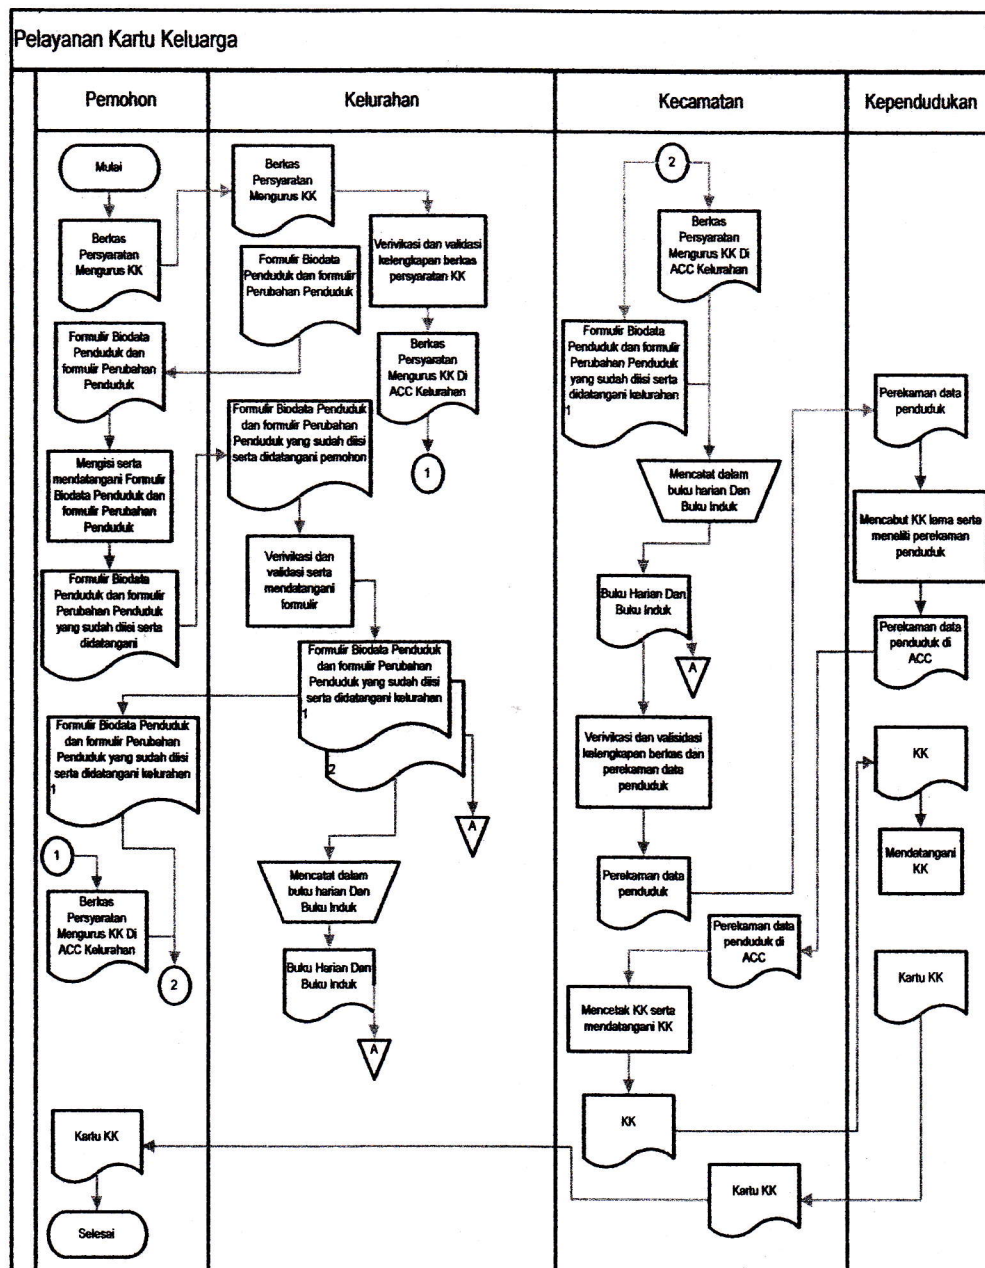 Pelayanan Kartu Keluarga
Pemohon
Kelurahan
Kecamatan
Kependudukan
Mulai
Berkas
Persyaratan
Mengurus KK
Formulir Biodata
Penduduk dan
formulir Perubahan
Penduduk
Mengisi serta
mendatangani Formulir
Biodata Penduduk dan
formulir Perubahan
Penduduk
Formulir Biodata
Penduduk dan formulir
Perubahan Penduduk
yang sudah diisi serta
didatangani
Formulir Biodata Penduduk
dan formulir Perubahan
Penduduk yang sudah diisi
serta didatangani kelurahan
1
1
Berkas
Persyaratan
Mengurus KK Di
ACC Kelurahan
2
Kartu KK
Selesai
Berkas
Persyaratan
Mengurus KK
Verivikasi dan validasi
kelengkapan berkas
persyaratan KK
Formulir Biodata
Penduduk dan formulir
Perubahan Penduduk
Berkas
Persyaratan
Mengurus KK Di
ACC Kelurahan
1
Formulir Biodata Penduduk
dan formulir Perubahan
Penduduk yang sudah diisi
serta didatangani pemohon
Verivikasi dan
validasi serta
mendatangani
formulir
Formulir Biodata Penduduk
dan formulir Perubahan
Penduduk yang sudah diisi
serta didatangani kelurahan
1
2
A
Mencatat dalam
buku harian Dan
Buku Induk
Buku Harian Dan
Buku Induk
A
2
Berkas
Persyaratan
Mengurus KK Di
ACC Kelurahan
Formulir Biodata
Penduduk dan formulir
Perubahan Penduduk
yang sudah diisi serta
didatangani kelurahan
1
Mencatat dalam
buku harian Dan
Buku Induk
Buku Harian Dan
Buku Induk
A
Verivikasi dan valisidasi
kelengkapan berkas dan
perekaman data
penduduk
Perekaman data
penduduk
Perekaman data
penduduk di
ACC
Mencetak KK serta
mendatangani KK
KK
Kartu KK
Perekaman data
penduduk
Mencabut KK lama serta
meneliti perekaman
penduduk
Perekaman data
penduduk di
ACC
KK
Mendatangani
KK
Kartu KK